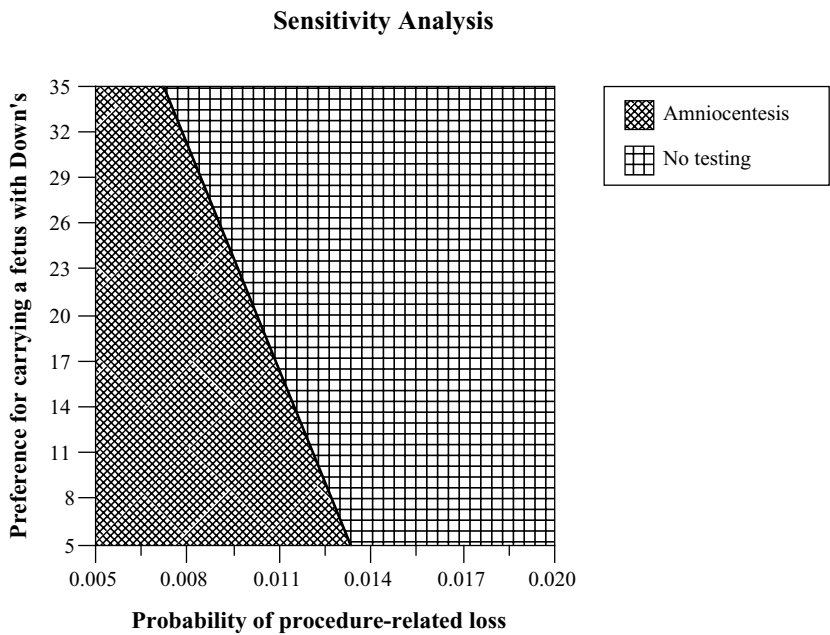 Sensitivity Analysis
Preference for carrying a fetus with Down's
35
32
29
26
23
20
17
14
11
8
5
0.005 0.008 0.011 0.014 0.017 0.020
Probability of procedure-related loss
Amniocentesis
No testing